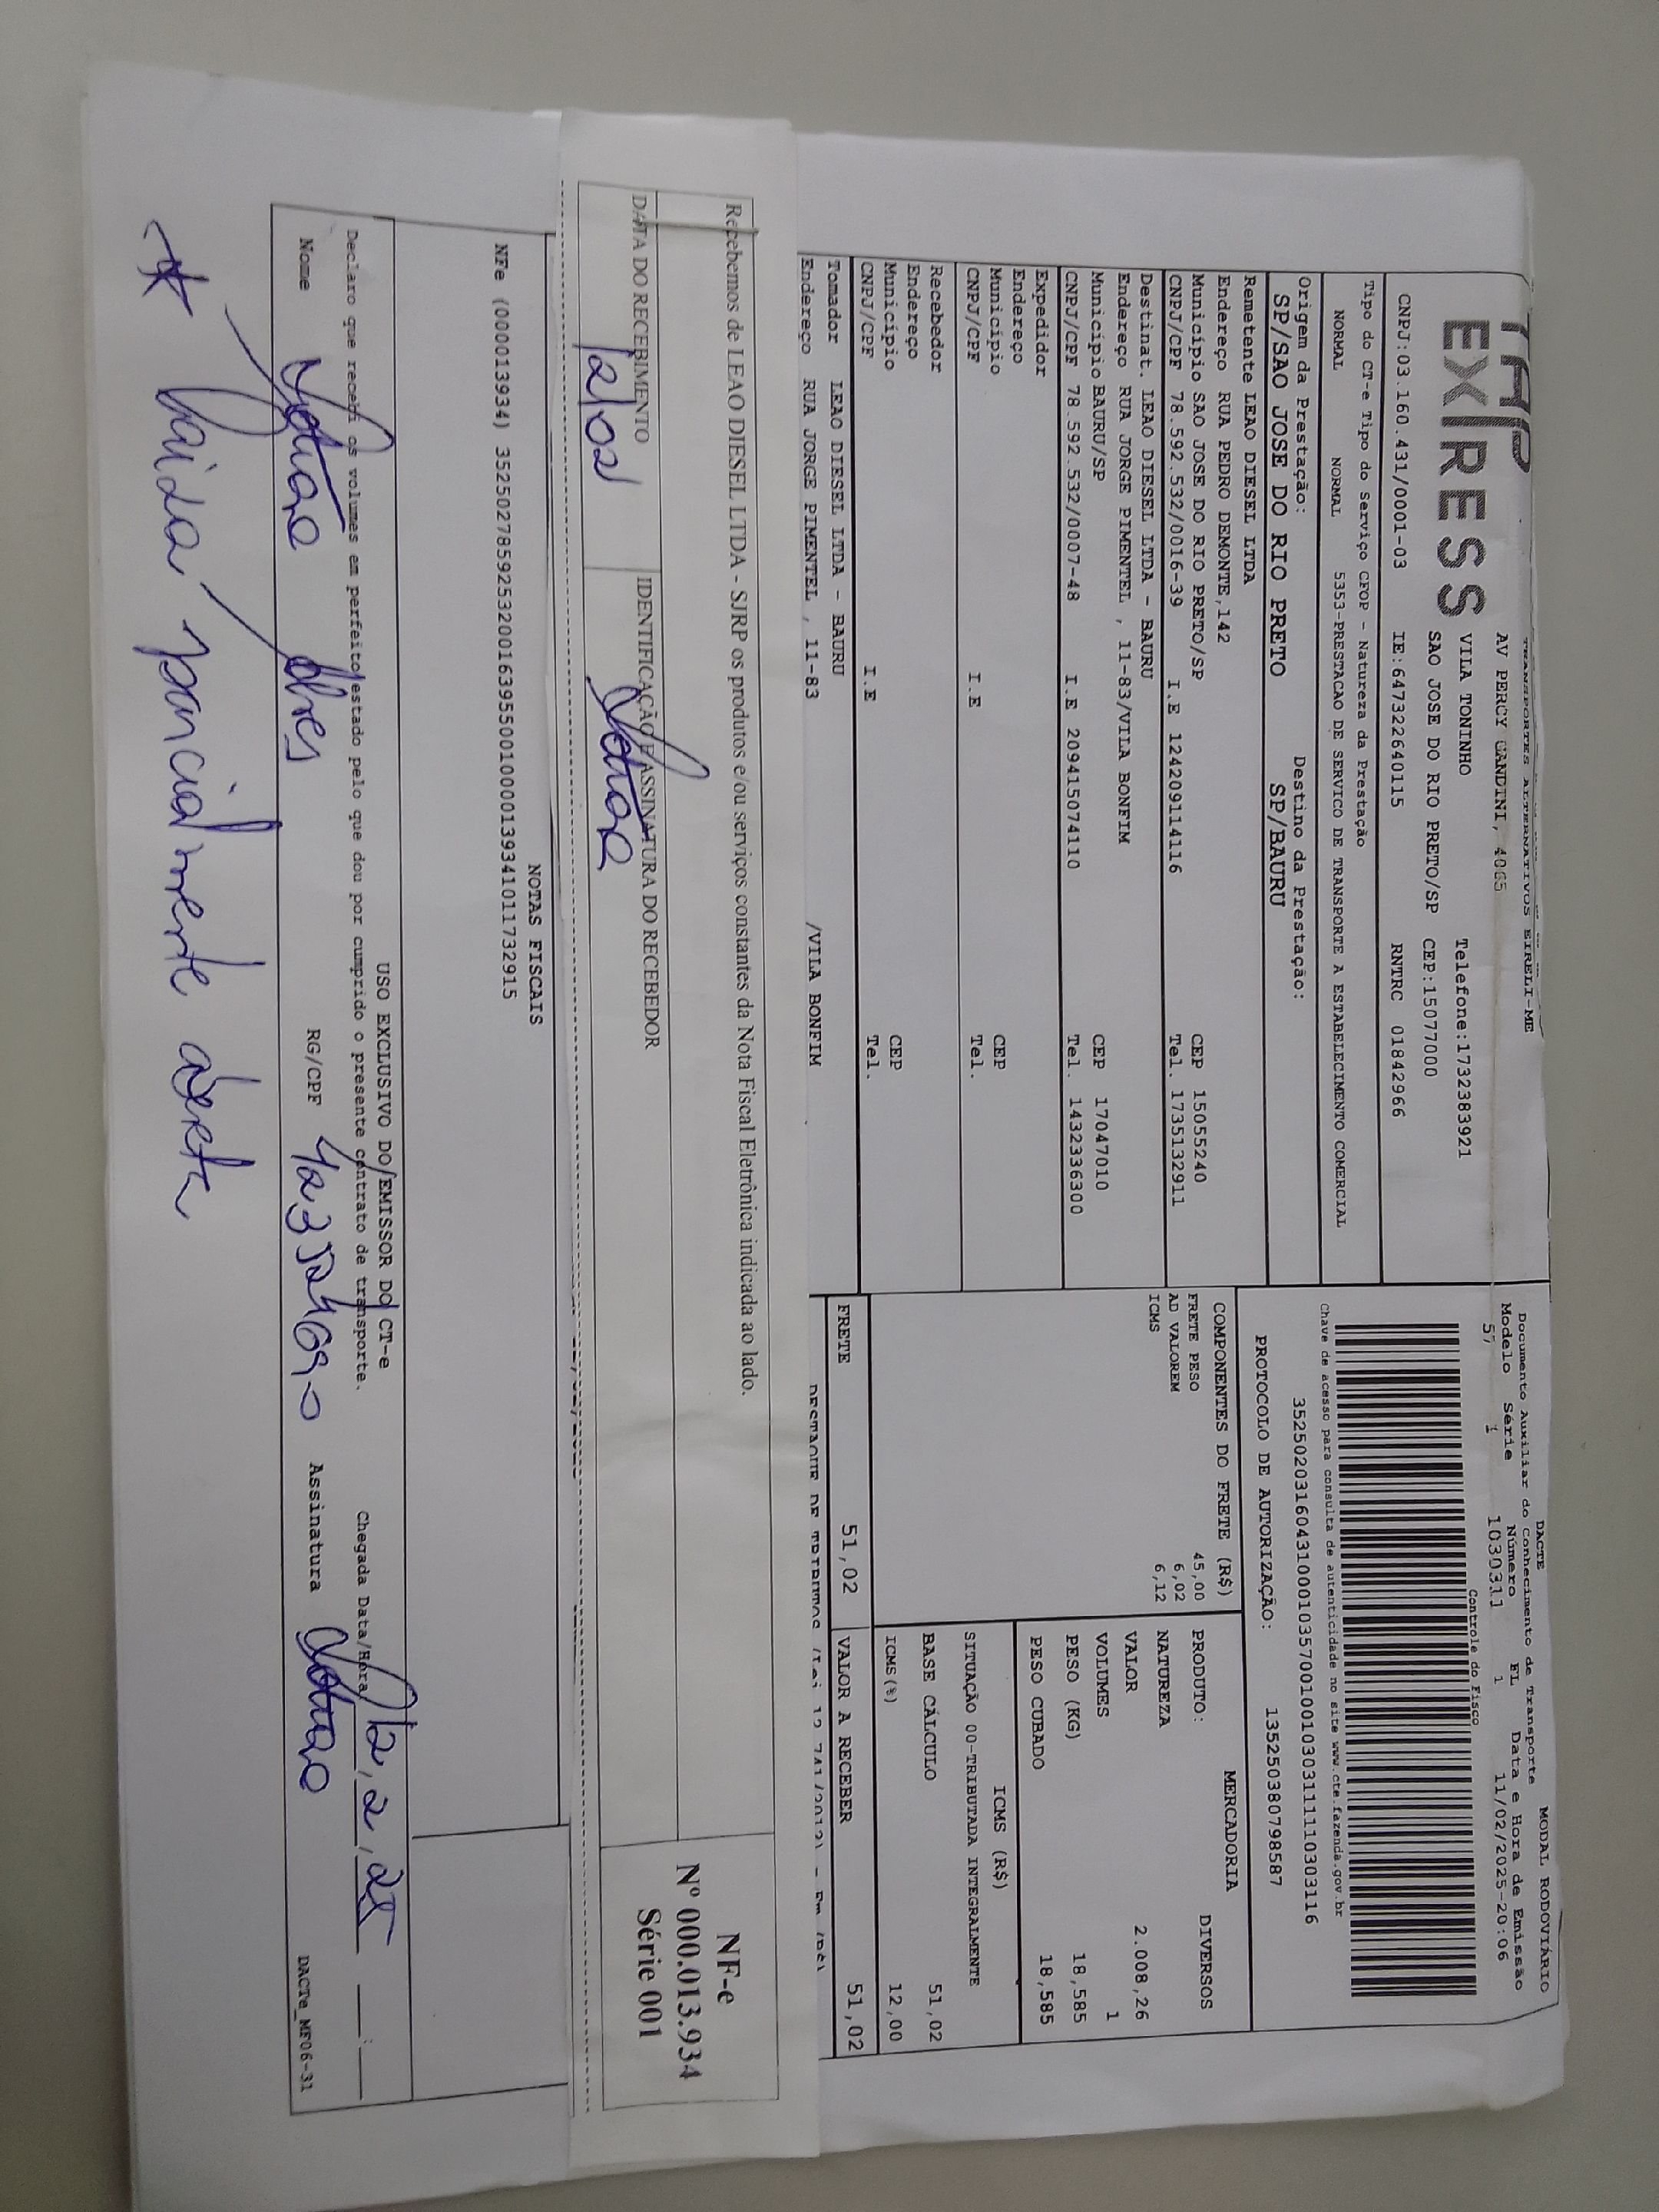 TRANSPORTES ALTERNATIVOS EIRELI-ME
TAP
EXPRESS
AV PERCY GANDINI, 4065
VILA TONINHO Telefone:1732383921
SAO JOSE DO RIO PRETO/SP CEP:15077000
CNPJ:03.160.431/0001-03 IE:647322640115 RNTRC 01842966
Tipo do CT-e Tipo do Serviço CFOP - Natureza da Prestação
NORMAL NORMAL 5353-PRESTACAO DE SERVICO DE TRANSPORTE A ESTABELECIMENTO COMERCIAL
Origem da Prestação: Destino da Prestação:
SP/SAO JOSE DO RIO PRETO SP/BAURU
Remetente LEAO DIESEL LTDA
Endereço RUA PEDRO DEMONTE,142
Município SAO JOSE DO RIO PRETO/SP CEP 15055240
CNPJ/CPF 78.592.532/0016-39 I.E 124209114116 Tel. 1735132911
Destinat. LEAO DIESEL LTDA - BAURU
Endereço RUA JORGE PIMENTEL , 11-83/VILA BONFIM
Município BAURU/SP CEP 17047010
CNPJ/CPF 78.592.532/0007-48 I.E 209415074110 Tel. 1432336300
Expedidor
Endereço
Município CEP
CNPJ/CPF I.E Tel.
Recebedor
Endereço
Município CEP
CNPJ/CPF I.E Tel.
Tomador LEAO DIESEL LTDA - BAURU
Endereço RUA JORGE PIMENTEL , 11-83 /VILA BONFIM
DACTE MODAL RODOVIÁRIO
Documento Auxiliar do Conhecimento de Transporte
Modelo Série Número FL Data e Hora de Emissão
57 1 103031.1 1 11/02/2025-20:06
Controle do Fisco
Chave de acesso para consulta de autenticidade no site www.cte.fazenda.gov.br
35250203160431000103570010010303111110303116
PROTOCOLO DE AUTORIZAÇÃO: 135250380798587
COMPONENTES DO FRETE (R$)
FRETE PESO 45,00
AD VALOREM 6,02
ICMS 6,12
MERCADORIA
PRODUTO: DIVERSOS
NATUREZA
VALOR 2.008,26
VOLUMES 1
PESO (KG) 18,585
PESO CUBADO 18,585
ICMS (R$)
SITUAÇÃO 00-TRIBUTADA INTEGRALMENTE
BASE CÁLCULO 51,02
ICMS(%) 12,00
FRETE 51,02 VALOR A RECEBER 51,02
DESTAQUE DE TRIBUTOS (Lei 12.741/2012) - Em (R$)
Recebemos de LEAO DIESEL LTDA - SJRP os produtos e/ou serviços constantes da Nota Fiscal Eletrônica indicada ao lado.
DATA DO RECEBIMENTO IDENTIFICAÇÃO E ASSINATURA DO RECEBEDOR
12/02
NF-e
Nº 000.013.934
Série 001
NOTAS FISCAIS
NFe (000013934) 35250278592532001639550010000139341011732915
USO EXCLUSIVO DO EMISSOR DO CT-e
Declaro que recebi os volumes em perfeito estado pelo que dou por cumprido o presente contrato de transporte. Chegada Data/Hora 12, 2, 25 :
Nome RG/CPF Assinatura
DACTe_MF06-31
parcialmente aberta